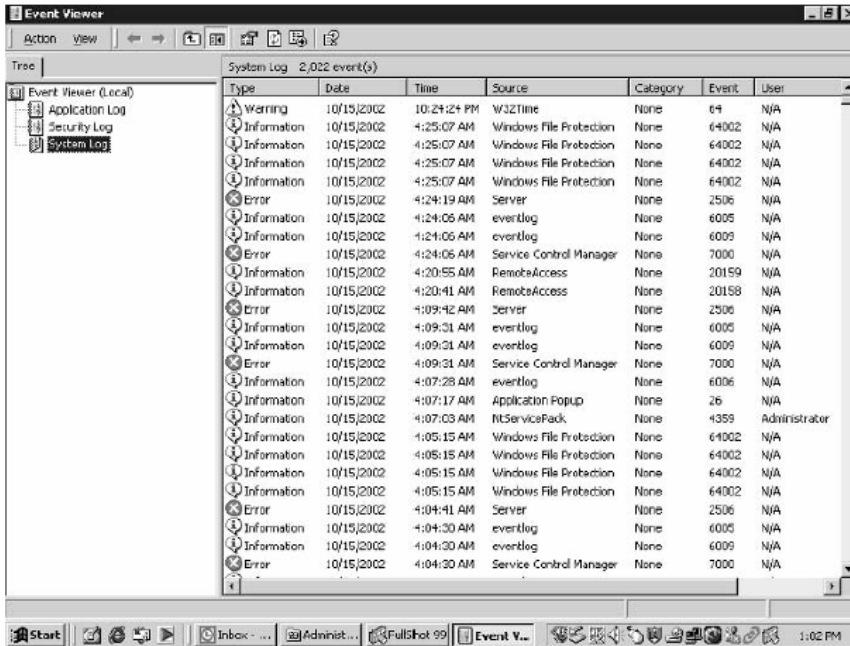 Event Viewer
Action View
Tree
System Log 2,022 event(s)
Event Viewer (Local)
Application Log
Security Log
System Log
Type Date Time Source Category Event User
Warning 10/15/2002 10:24:24 PM W32Time None 64 N/A
Information 10/15/2002 4:25:07 AM Windows File Protection None 64002 N/A
Information 10/15/2002 4:25:07 AM Windows File Protection None 64002 N/A
Information 10/15/2002 4:25:07 AM Windows File Protection None 64002 N/A
Information 10/15/2002 4:25:07 AM Windows File Protection None 64002 N/A
Error 10/15/2002 4:24:19 AM Server None 2506 N/A
Information 10/15/2002 4:24:06 AM eventlog None 6005 N/A
Information 10/15/2002 4:24:06 AM eventlog None 6009 N/A
Error 10/15/2002 4:24:06 AM Service Control Manager None 7000 N/A
Information 10/15/2002 4:20:55 AM RemoteAccess None 20159 N/A
Information 10/15/2002 4:20:41 AM RemoteAccess None 20158 N/A
Error 10/15/2002 4:09:42 AM Server None 2506 N/A
Information 10/15/2002 4:09:31 AM eventlog None 6005 N/A
Information 10/15/2002 4:09:31 AM eventlog None 6009 N/A
Error 10/15/2002 4:09:31 AM Service Control Manager None 7000 N/A
Information 10/15/2002 4:07:28 AM eventlog None 6006 N/A
Information 10/15/2002 4:07:17 AM Application Popup None 26 N/A
Information 10/15/2002 4:07:03 AM NtServicePack None 4359 Administrator
Information 10/15/2002 4:05:15 AM Windows File Protection None 64002 N/A
Information 10/15/2002 4:05:15 AM Windows File Protection None 64002 N/A
Information 10/15/2002 4:05:15 AM Windows File Protection None 64002 N/A
Information 10/15/2002 4:05:15 AM Windows File Protection None 64002 N/A
Error 10/15/2002 4:04:41 AM Server None 2506 N/A
Information 10/15/2002 4:04:30 AM eventlog None 6005 N/A
Information 10/15/2002 4:04:30 AM eventlog None 6009 N/A
Error 10/15/2002 4:04:30 AM Service Control Manager None 7000 N/A
Start Inbox - ... Administ... FullShot 99 Event V... 1:02 PM